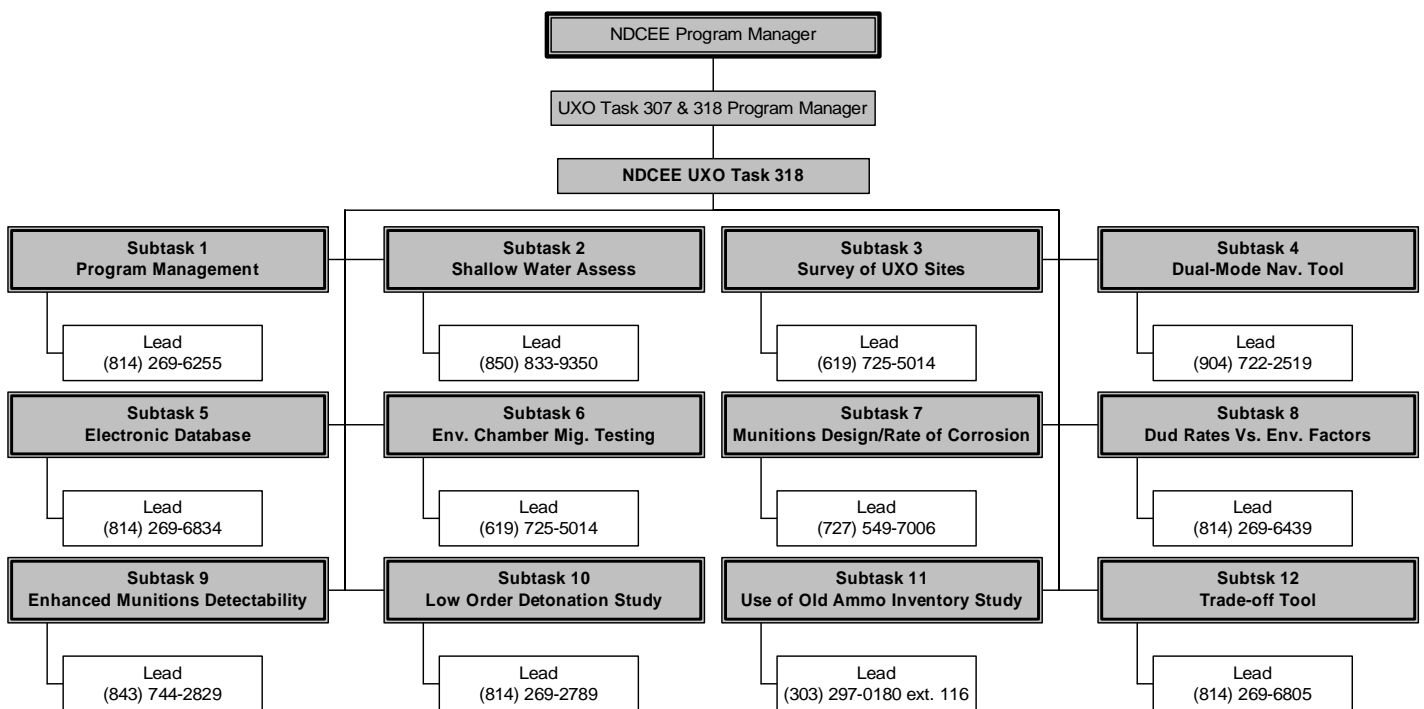 NDCEE Program Manager
UXO Task 307 & 318 Program Manager
NDCEE UXO Task 318
Subtask 1
Program Management
Lead
(814) 269-6255
Subtask 2
Shallow Water Assess
Lead
(850) 833-9350
Subtask 3
Survey of UXO Sites
Lead
(619) 725-5014
Subtask 4
Dual-Mode Nav. Tool
Lead
(904) 722-2519
Subtask 5
Electronic Database
Lead
(814) 269-6834
Subtask 6
Env. Chamber Mig. Testing
Lead
(619) 725-5014
Subtask 7
Munitions Design/Rate of Corrosion
Lead
(727) 549-7006
Subtask 8
Dud Rates Vs. Env. Factors
Lead
(814) 269-6439
Subtask 9
Enhanced Munitions Detectability
Lead
(843) 744-2829
Subtask 10
Low Order Detonation Study
Lead
(814) 269-2789
Subtask 11
Use of Old Ammo Inventory Study
Lead
(303) 297-0180 ext. 116
Subtsk 12
Trade-off Tool
Lead
(814) 269-6805